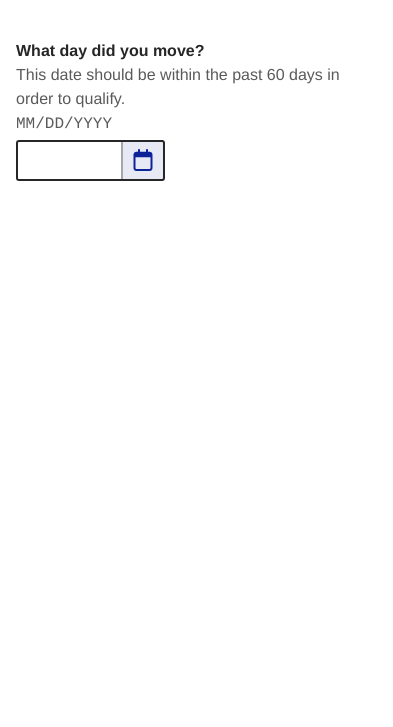 What day did you move?
This date should be within the past 60 days in
order to qualify.
MM/DD/YYYY